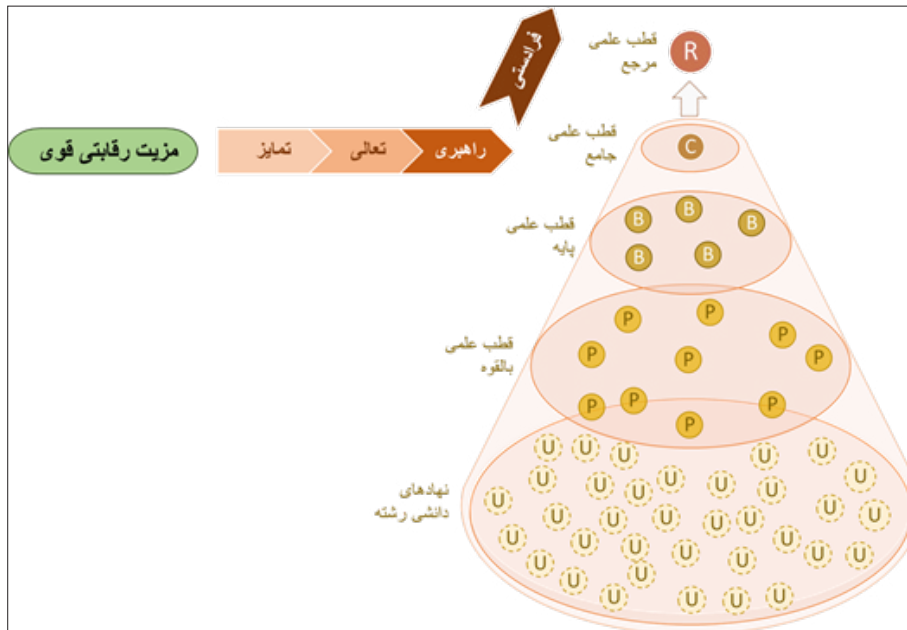 فرادستی
قطب علمی
مرجع
R
مزیت رقابتی قوی
تمایز
تعالی
راهبری
قطب علمی
جامع
C
قطب علمی
پایه
B B B
B B
قطب علمی
بالقوه
P P P
P P P
P P P
P
نهادهای
دانشی رشته
U U U U U
U U U U U U U
U U U U U U U U
U U U U U U U U
U U U
U U U U